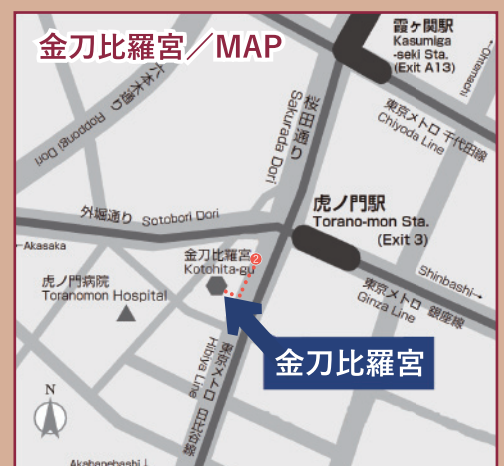 金刀比羅宮／MAP
霞ヶ関駅
Kasumiga
-seki Sta.
(Exit A13)
←Ohtemachi
六本木通り
Roppongi Dori
桜田通り
Sakurada Dori
東京メトロ 千代田線
Chiyoda Line
虎ノ門駅
Torano-mon Sta.
(Exit 3)
外堀通り Sotobori Dori
←Akasaka
金刀比羅宮
Kotohita-gu
❷
虎ノ門病院
Toranomon Hospital
Shinbashi→
東京メトロ 銀座線
Ginza Line
東京メトロ 日比谷線
Hibiya Line
金刀比羅宮
N
Akabanebashi↓